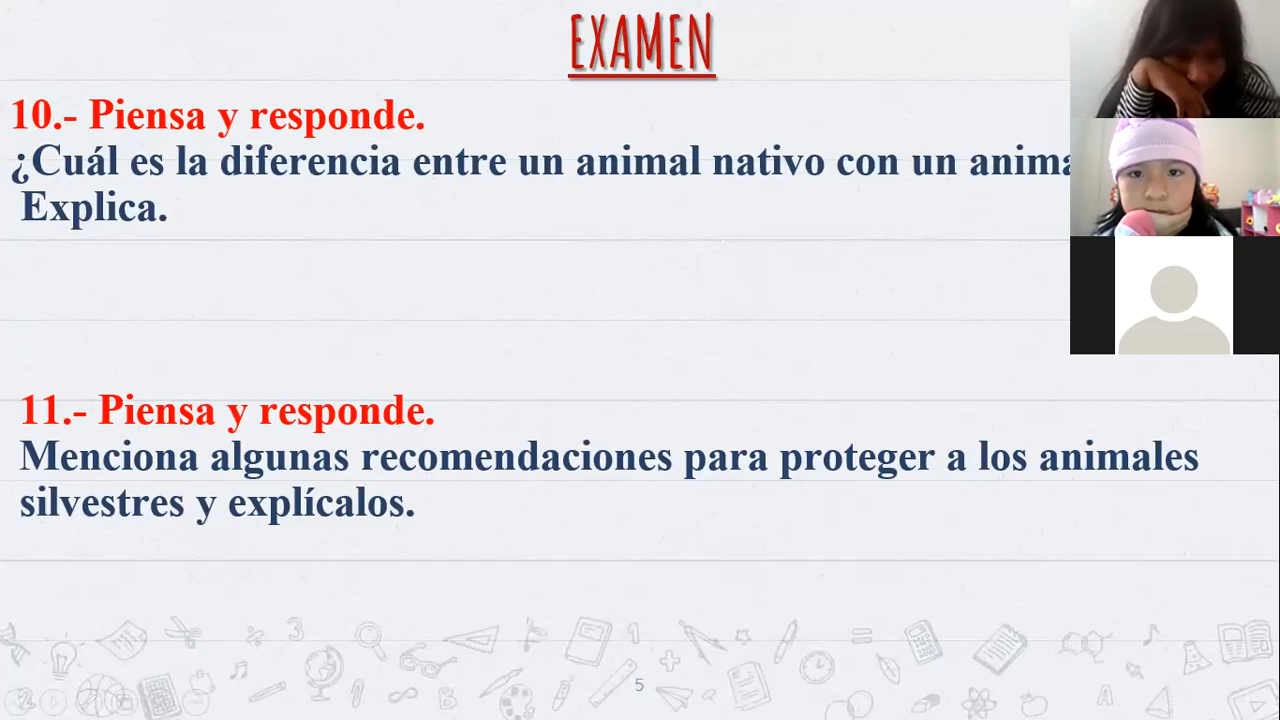 EXAMEN
10.- Piensa y responde.
¿Cuál es la diferencia entre un animal nativo con un
Explica.
11.- Piensa y responde.
Menciona algunas recomendaciones para proteger a los animales
silvestres y explícalos.
5